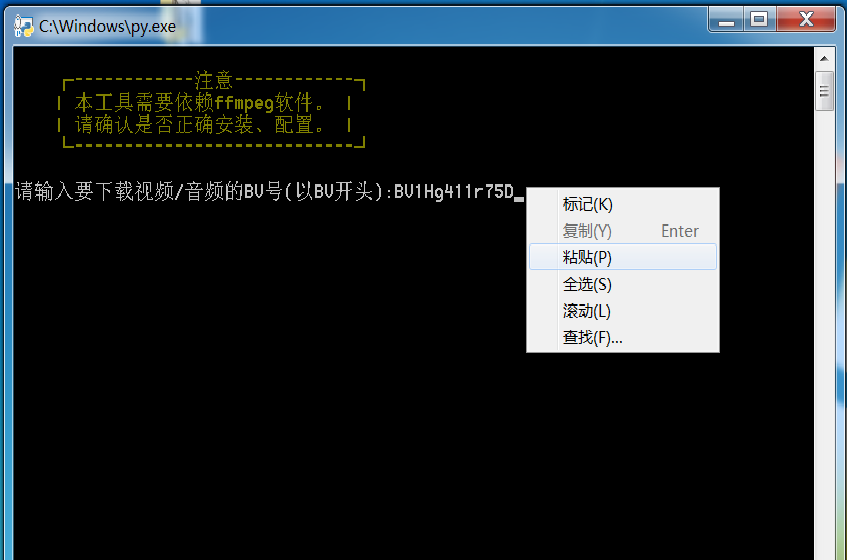 C:\Windows\py.exe
注意
本工具需要依赖ffmpeg软件。
请确认是否正确安装、配置。
请输入要下载视频/音频的BV号(以BV开头):BV1Hg411r75D_
标记(K)
复制(Y) Enter
粘贴(P)
全选(S)
滚动(L)
查找(F)...